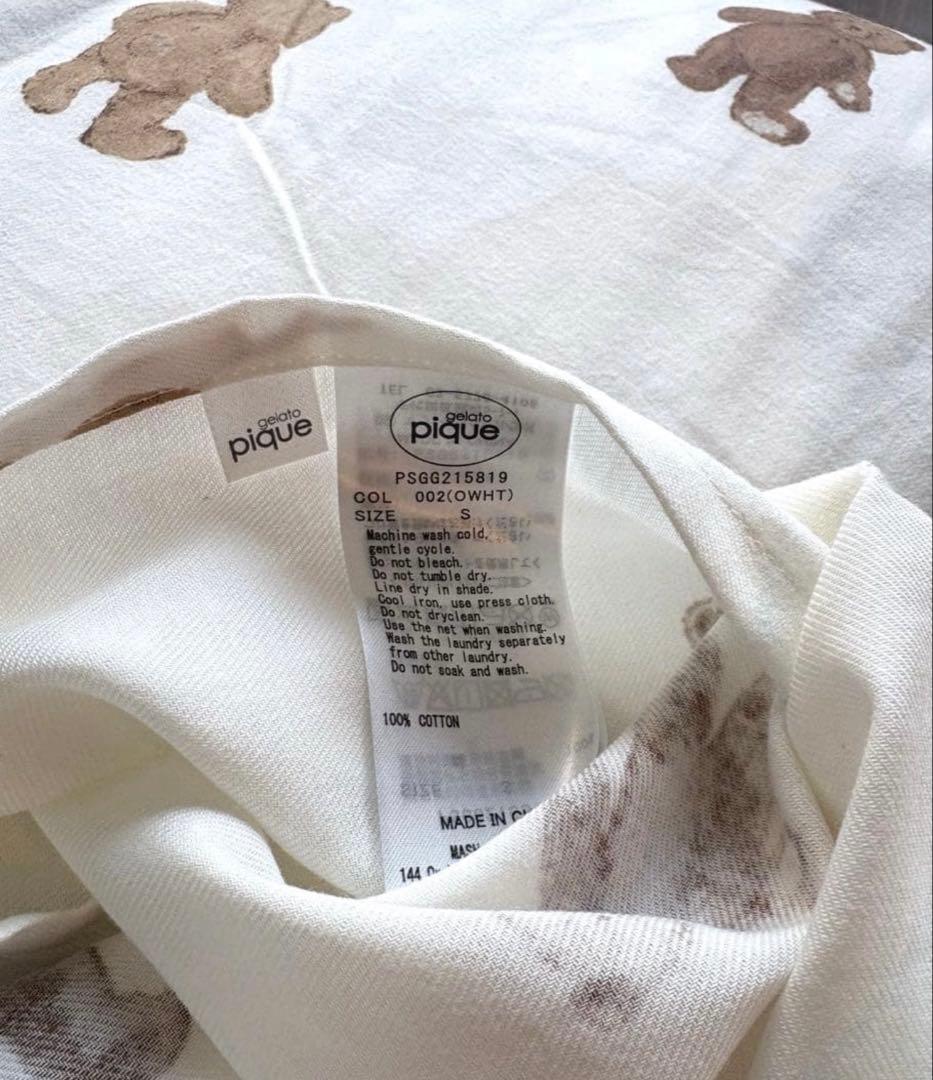 gelato
pique
gelato
pique
PSGG215819
COL 002(OWHT)
SIZE S
Machine wash cold,
gentle cycle.
Do not bleach.
Do not tumble dry.
Line dry in shade.
Cool iron, use press cloth.
Do not dryclean.
Use the net when washing.
Wash the laundry separately
from other laundry.
Do not soak and wash.
100% COTTON
MADE IN
144